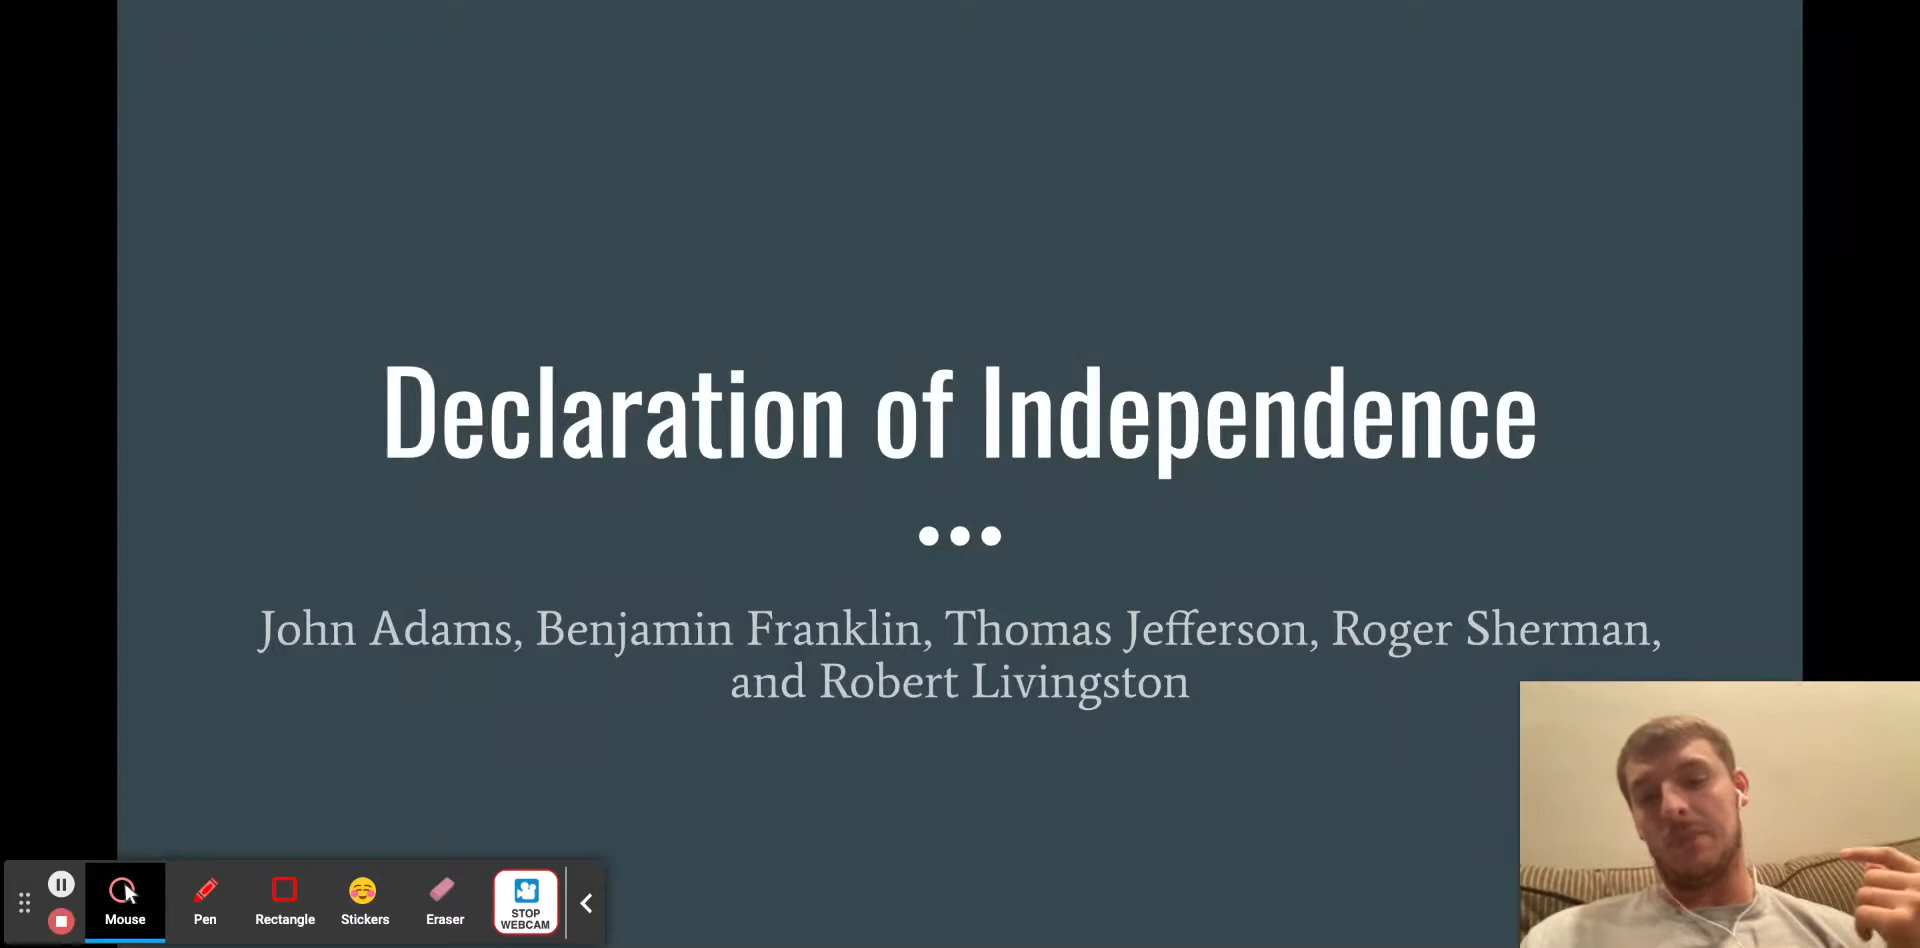 Declaration of Independence
John Adams, Benjamin Franklin, Thomas Jefferson, Roger Sherman,
and Robert Livingston
Mouse
Pen
Rectangle
Stickers
Eraser
STOP
WEBCAM